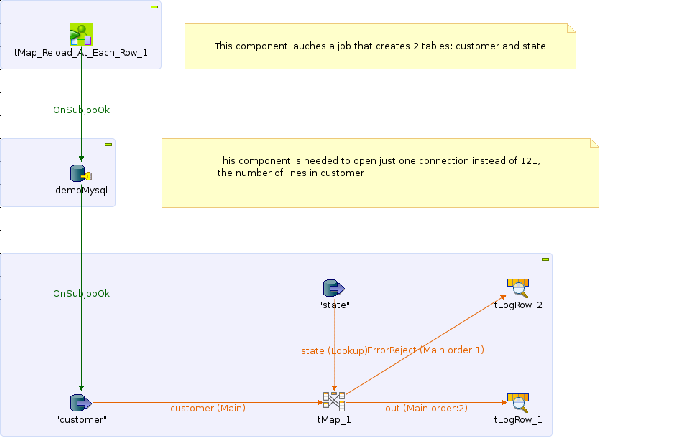 tMap_Reload_At_Each_Row_1
This component lauches a job that creates 2 tables: customer and state
OnSubjobOk
This component is needed to open just one connection instead of 121,
the number of lines in customer
demoMysql
OnSubjobOk
"state"
tLogRow_2
state (Lookup)
ErrorReject (Main order:1)
customer (Main)
out (Main order:2)
"customer"
tMap_1
tLogRow_1